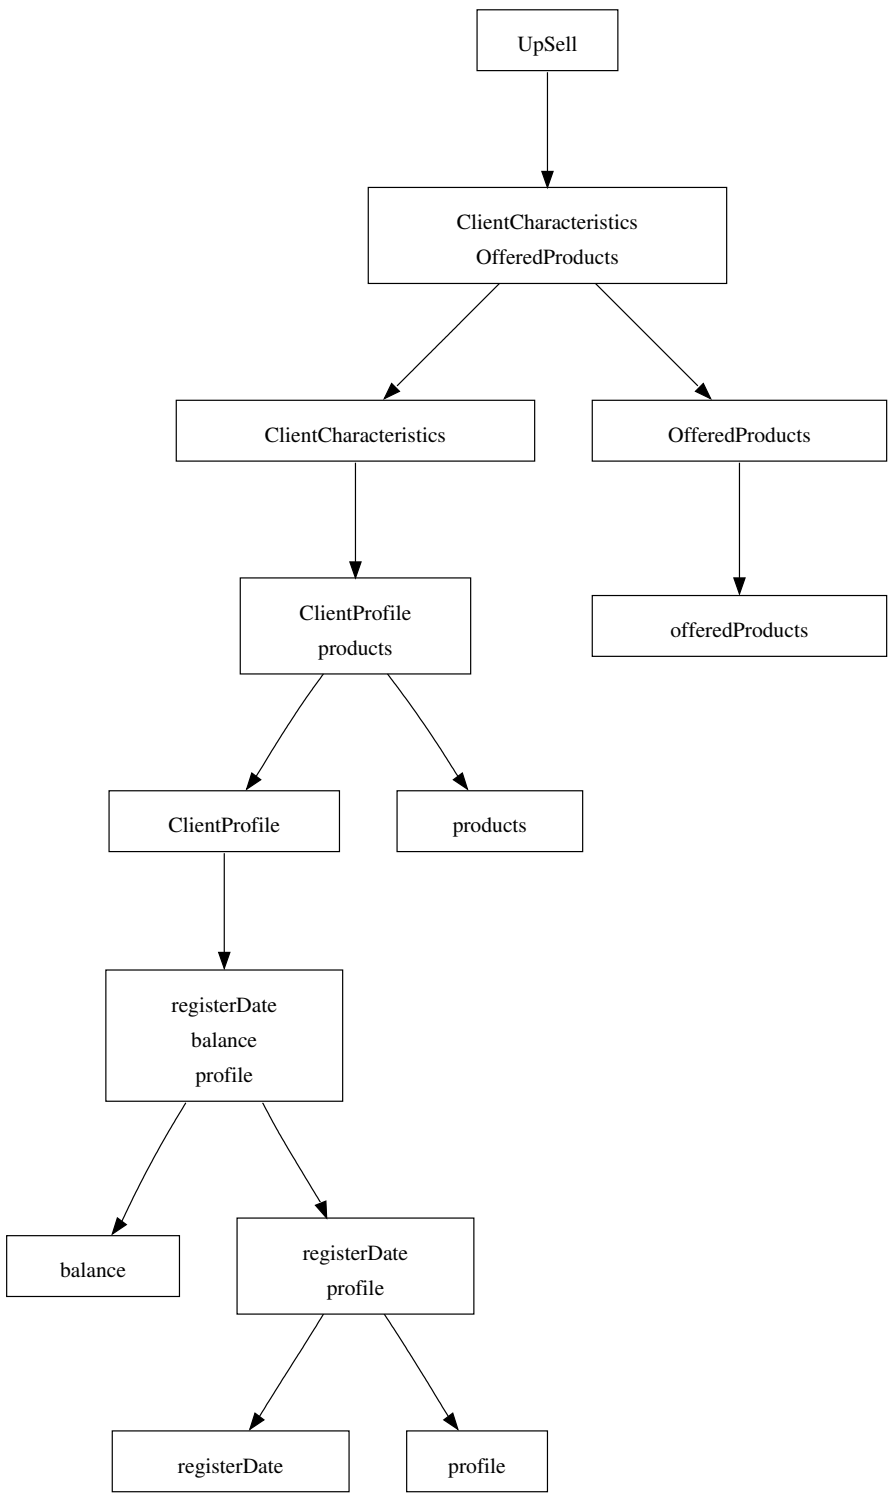 UpSell
ClientCharacteristics
OfferedProducts
ClientCharacteristics
OfferedProducts
ClientProfile
products
offeredProducts
ClientProfile
products
registerDate
balance
profile
balance
registerDate
profile
registerDate
profile